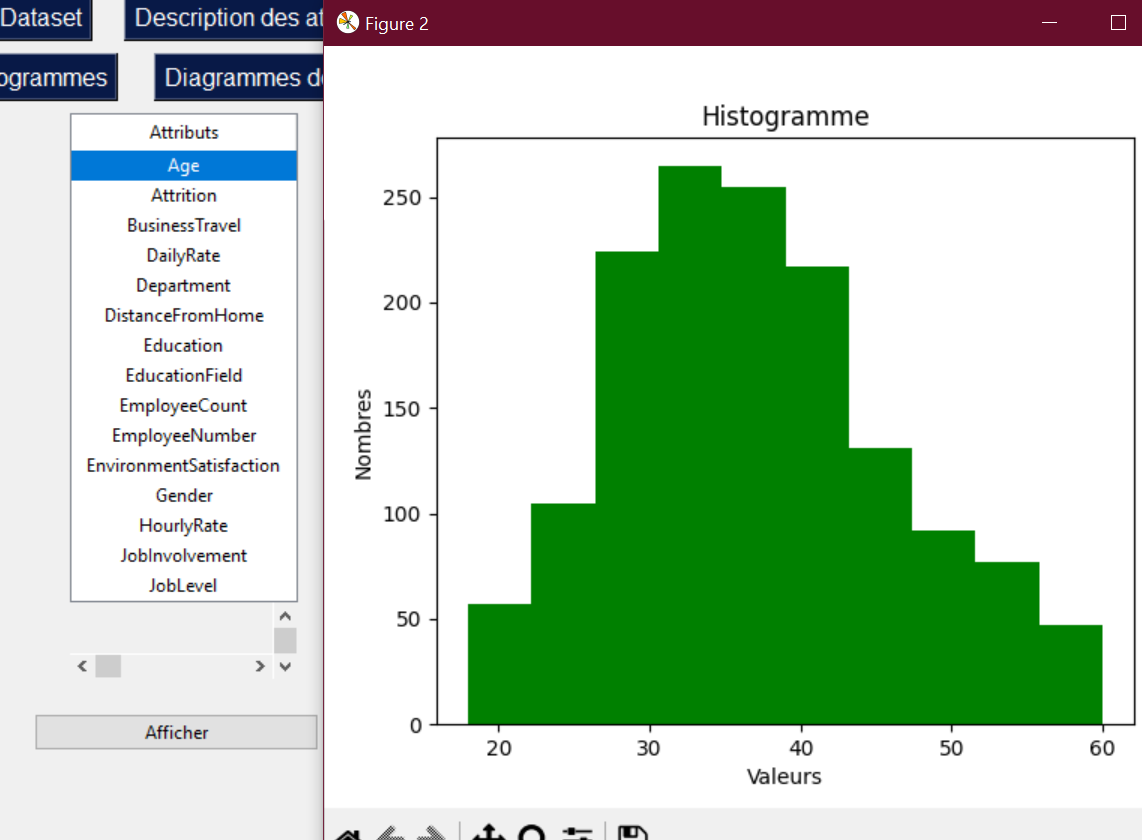 Dataset
Description des at
Figure 2
ogrammes
Diagrammes d
Attributs
Age
Attrition
BusinessTravel
DailyRate
Department
DistanceFromHome
Education
EducationField
EmployeeCount
EmployeeNumber
EnvironmentSatisfaction
Gender
HourlyRate
JobInvolvement
JobLevel
Afficher
Histogramme
Nombres
250
200
150
100
50
0
20 30 40 50 60
Valeurs